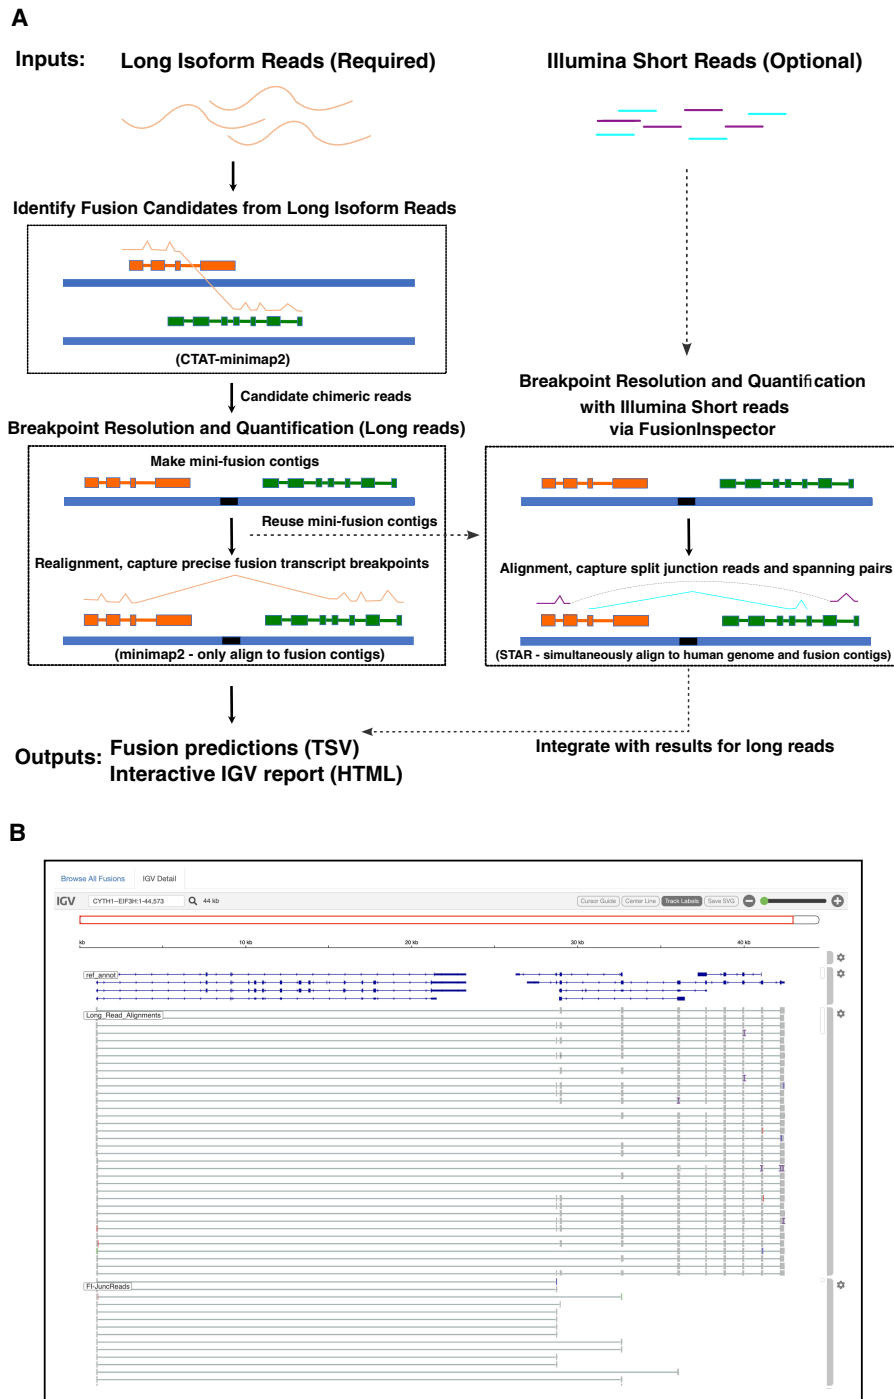 A
Inputs: Long Isoform Reads (Required) Illumina Short Reads (Optional)
Identify Fusion Candidates from Long Isoform Reads
(CTAT-minimap2)
Candidate chimeric reads
Breakpoint Resolution and Quantification
with Illumina Short reads
via FusionInspector
Breakpoint Resolution and Quantification (Long reads)
Make mini-fusion contigs
Reuse mini-fusion contigs
Realignment, capture precise fusion transcript breakpoints
Alignment, capture split junction reads and spanning pairs
(minimap2 - only align to fusion contigs)
(STAR - simultaneously align to human genome and fusion contigs)
Outputs: Fusion predictions (TSV)
Interactive IGV report (HTML)
Integrate with results for long reads
B
Browse All Fusions IGV Detail
IGV CYTH1--EIF3H:1-44,573 44 kb Cursor Guide Center Line Track Labels Save SVG
kb 10 kb 20 kb 30 kb 40 kb
ref_annot
Long_Read_Alignments
FI-JuncReads